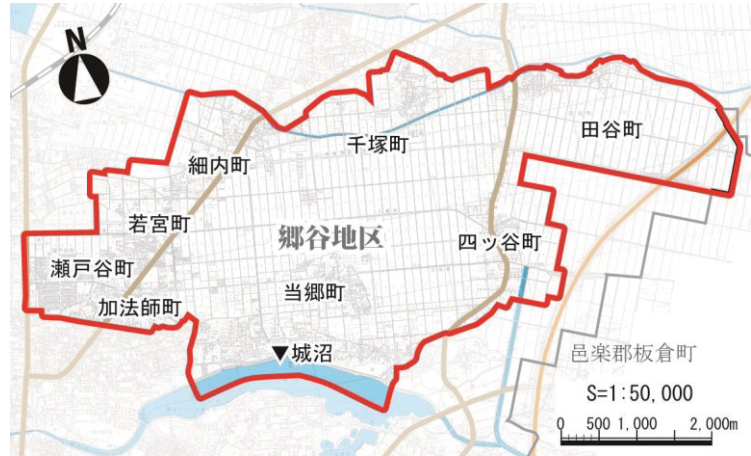 N
千塚町
田谷町
細内町
若宮町
郷谷地区
四ッ谷町
瀬戸谷町
当郷町
加法師町
▼城沼
邑楽郡板倉町
S=1:50,000
0 500 1,000 2,000m